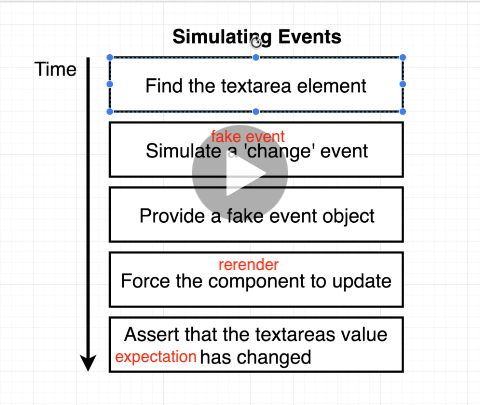 Simulating Events
Time
Find the textarea element
fake event
Simulate a 'change' event
Provide a fake event object
rerender
Force the component to update
Assert that the textareas value
expectation has changed